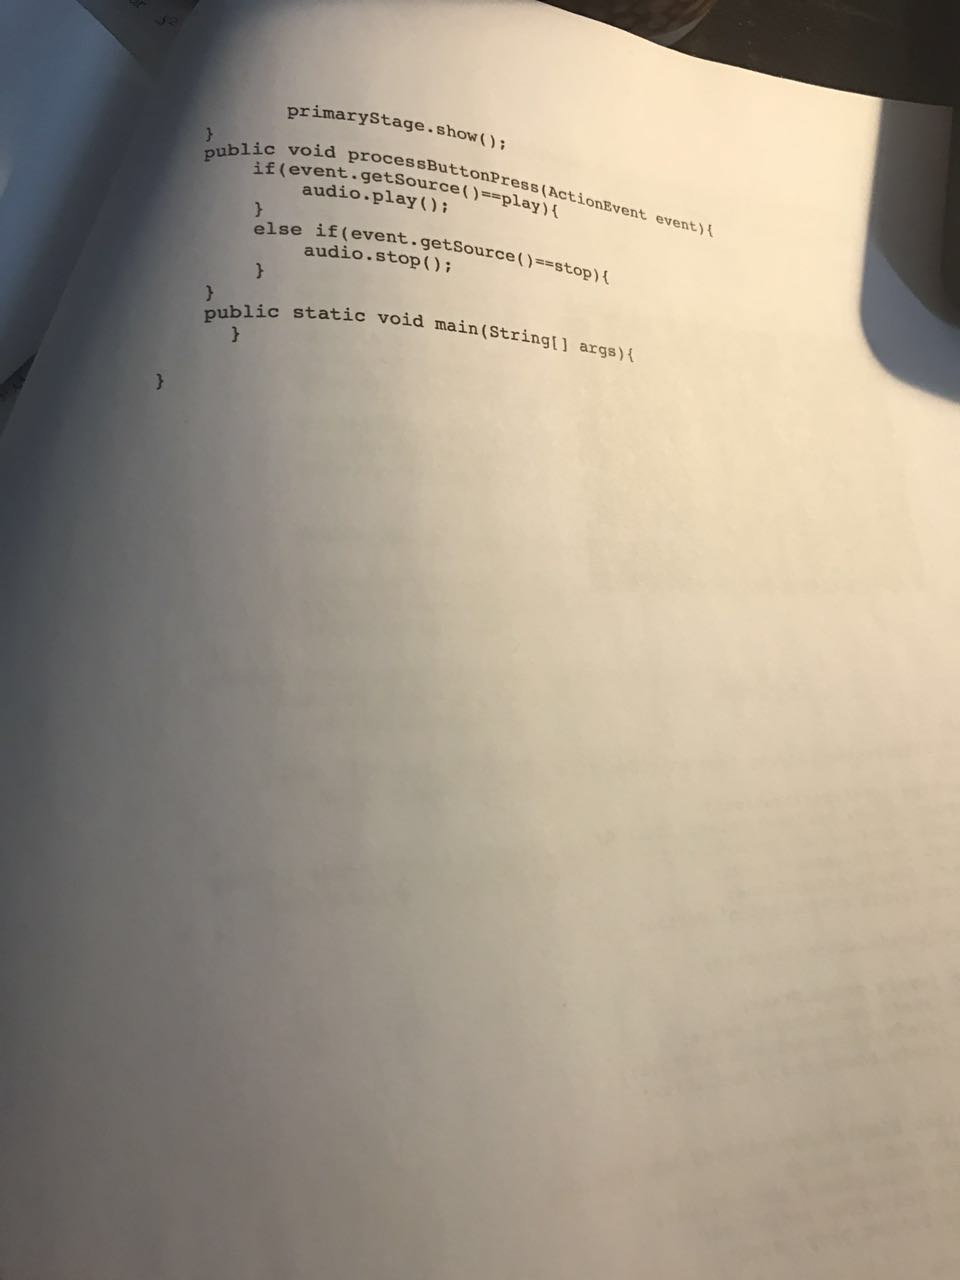 primaryStage.show();
}
public void processButtonPress(ActionEvent event){
if(event.getSource()==play){
audio.play();
}
else if(event.getSource()==stop){
audio.stop();
}
}
public static void main(String[] args){
}
}